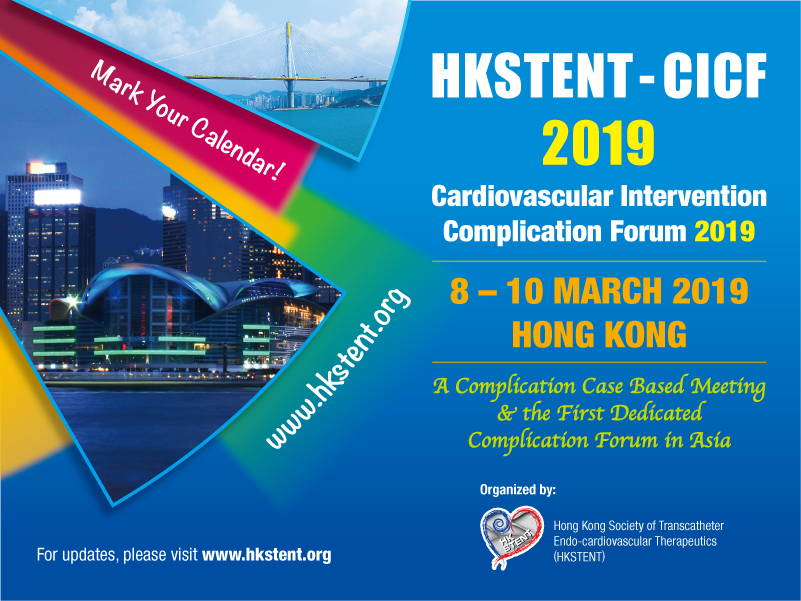 Mark Your Calendar!
www.hkstent.org
HKSTENT - CICF
2019
Cardiovascular Intervention
Complication Forum 2019
8 – 10 MARCH 2019
HONG KONG
A Complication Case Based Meeting
& the First Dedicated
Complication Forum in Asia
Organized by:
HK
STENT
Hong Kong Society of Transcatheter
Endo-cardiovascular Therapeutics
(HKSTENT)
For updates, please visit www.hkstent.org